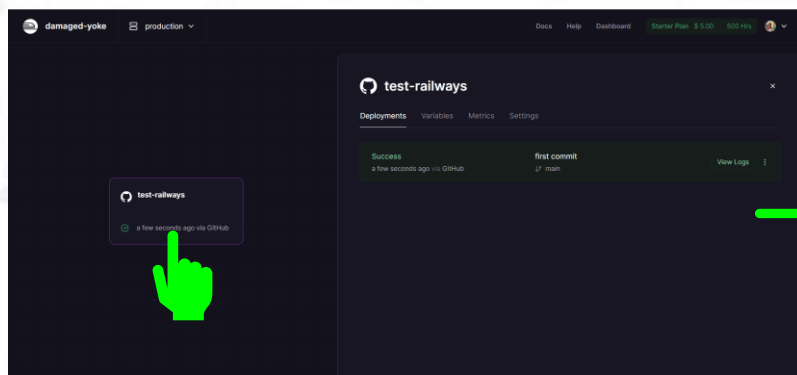 damaged-yoke production Docs Help Dashboard Starter Plan $ 5.00 500 Hrs
test-railways
Deployments Variables Metrics Settings
Success first commit View Logs
a few seconds ago via GitHub main
test-railways
a few seconds ago via GitHub